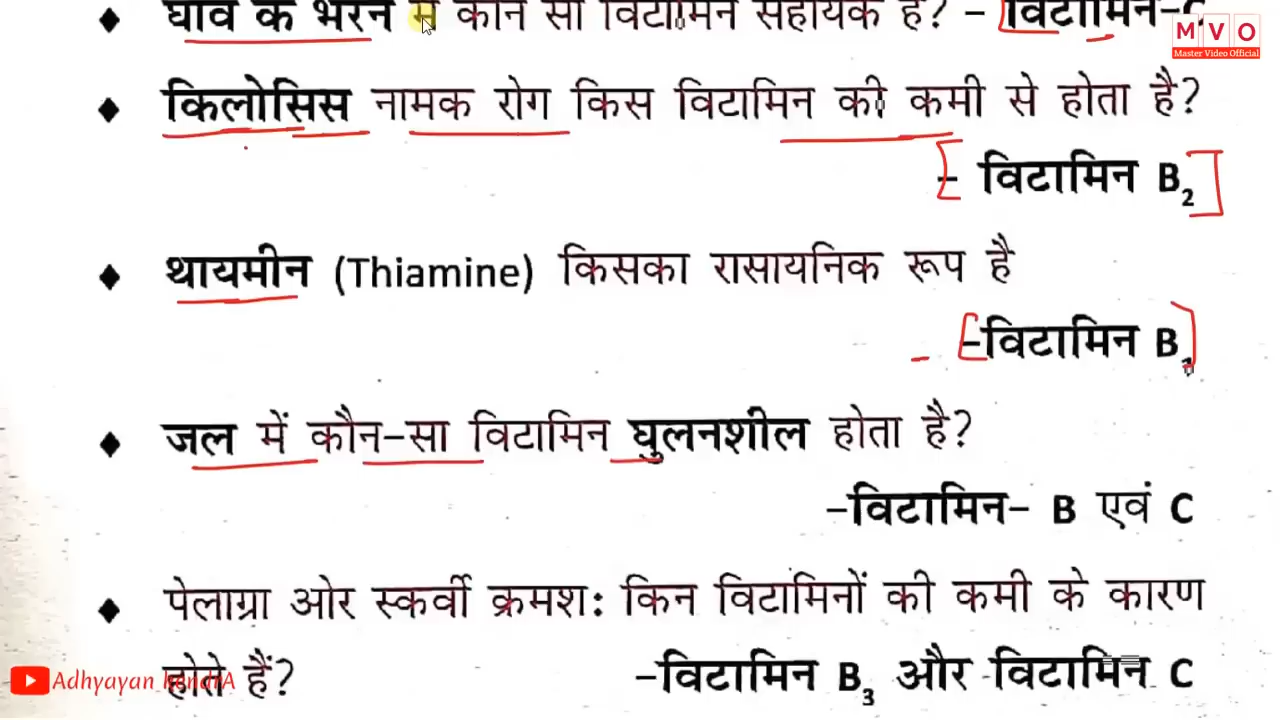 ♦ घाव के भरने में कौन सा विटामिन सहायक है? – विटामिन-C
M V O
Master Video Official
♦ किलोसिस नामक रोग किस विटामिन की कमी से होता है?
– विटामिन B₂
♦ थायमीन (Thiamine) किसका रासायनिक रूप है
–विटामिन B₁
♦ जल में कौन-सा विटामिन घुलनशील होता है?
–विटामिन– B एवं C
♦ पेलाग्रा ओर स्कर्वी क्रमश: किन विटामिनों की कमी के कारण
होते हैं? –विटामिन B₃ और विटामिन C
Adhyayan kendrA